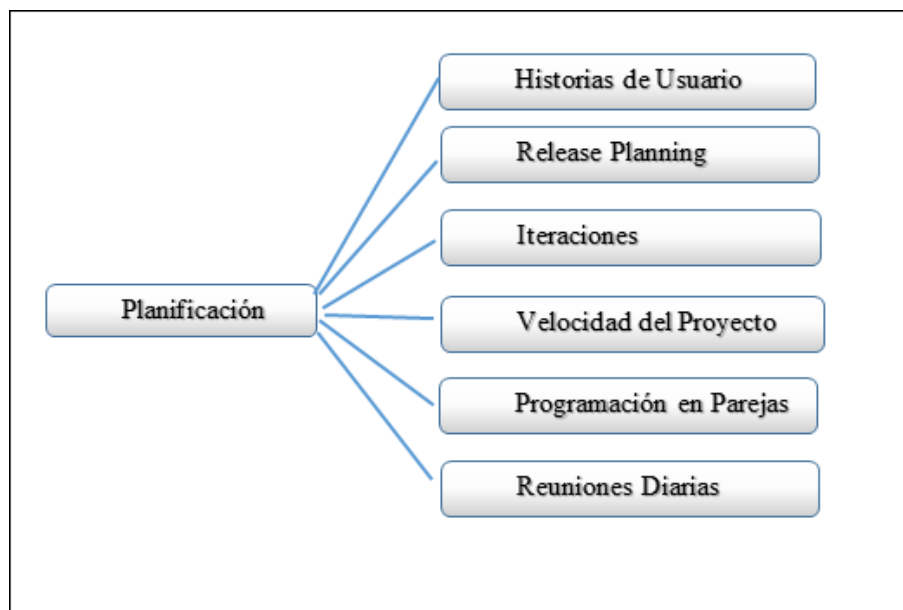 Historias de Usuario
Release Planning
Iteraciones
Planificación
Velocidad del Proyecto
Programación en Parejas
Reuniones Diarias